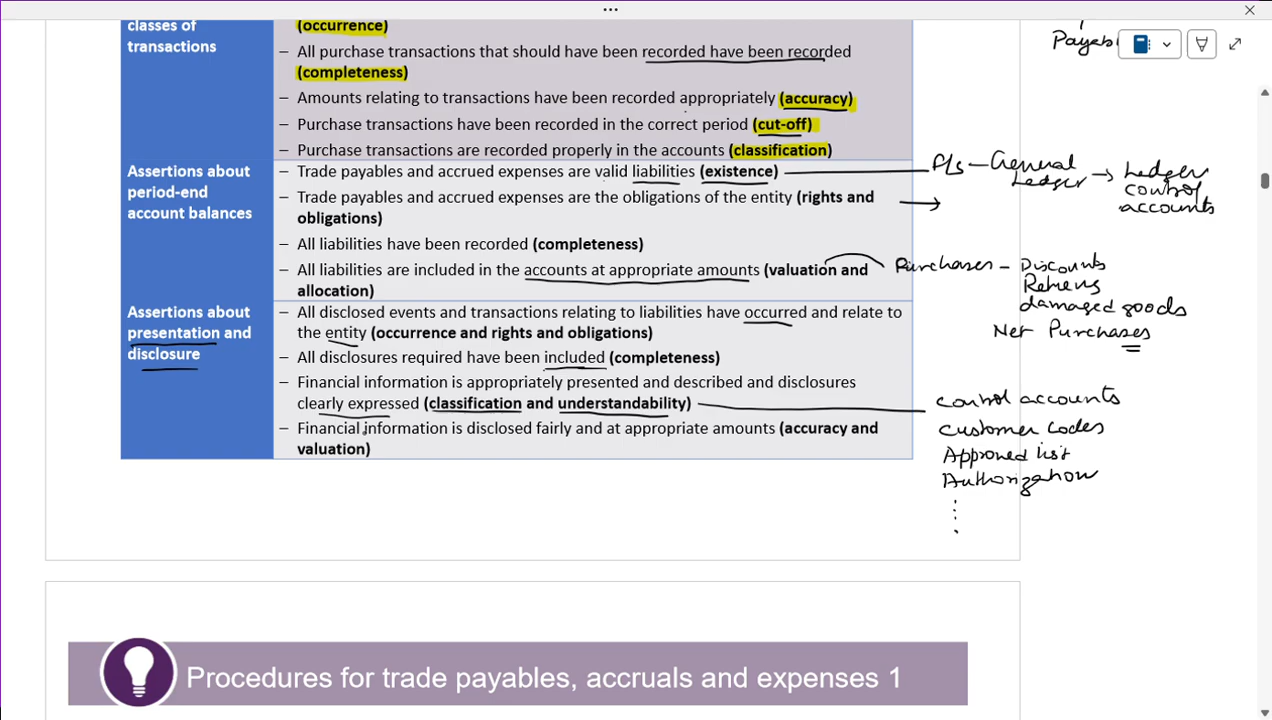 classes of
transactions
(occurrence)
– All purchase transactions that should have been recorded have been recorded
(completeness)
– Amounts relating to transactions have been recorded appropriately (accuracy)
– Purchase transactions have been recorded in the correct period (cut-off)
– Purchase transactions are recorded properly in the accounts (classification)
Assertions about
period-end
account balances
– Trade payables and accrued expenses are valid liabilities (existence)
– Trade payables and accrued expenses are the obligations of the entity (rights and
obligations)
– All liabilities have been recorded (completeness)
– All liabilities are included in the accounts at appropriate amounts (valuation and
allocation)
Assertions about
presentation and
disclosure
– All disclosed events and transactions relating to liabilities have occurred and relate to
the entity (occurrence and rights and obligations)
– All disclosures required have been included (completeness)
– Financial information is appropriately presented and described and disclosures
clearly expressed (classification and understandability)
– Financial information is disclosed fairly and at appropriate amounts (accuracy and
valuation)
General
Ledger → Ledger
control
accounts
Purchases – Discounts
Returns
damaged goods
Net Purchases
control accounts
customer codes
Approved list
Authorization
Procedures for trade payables, accruals and expenses 1